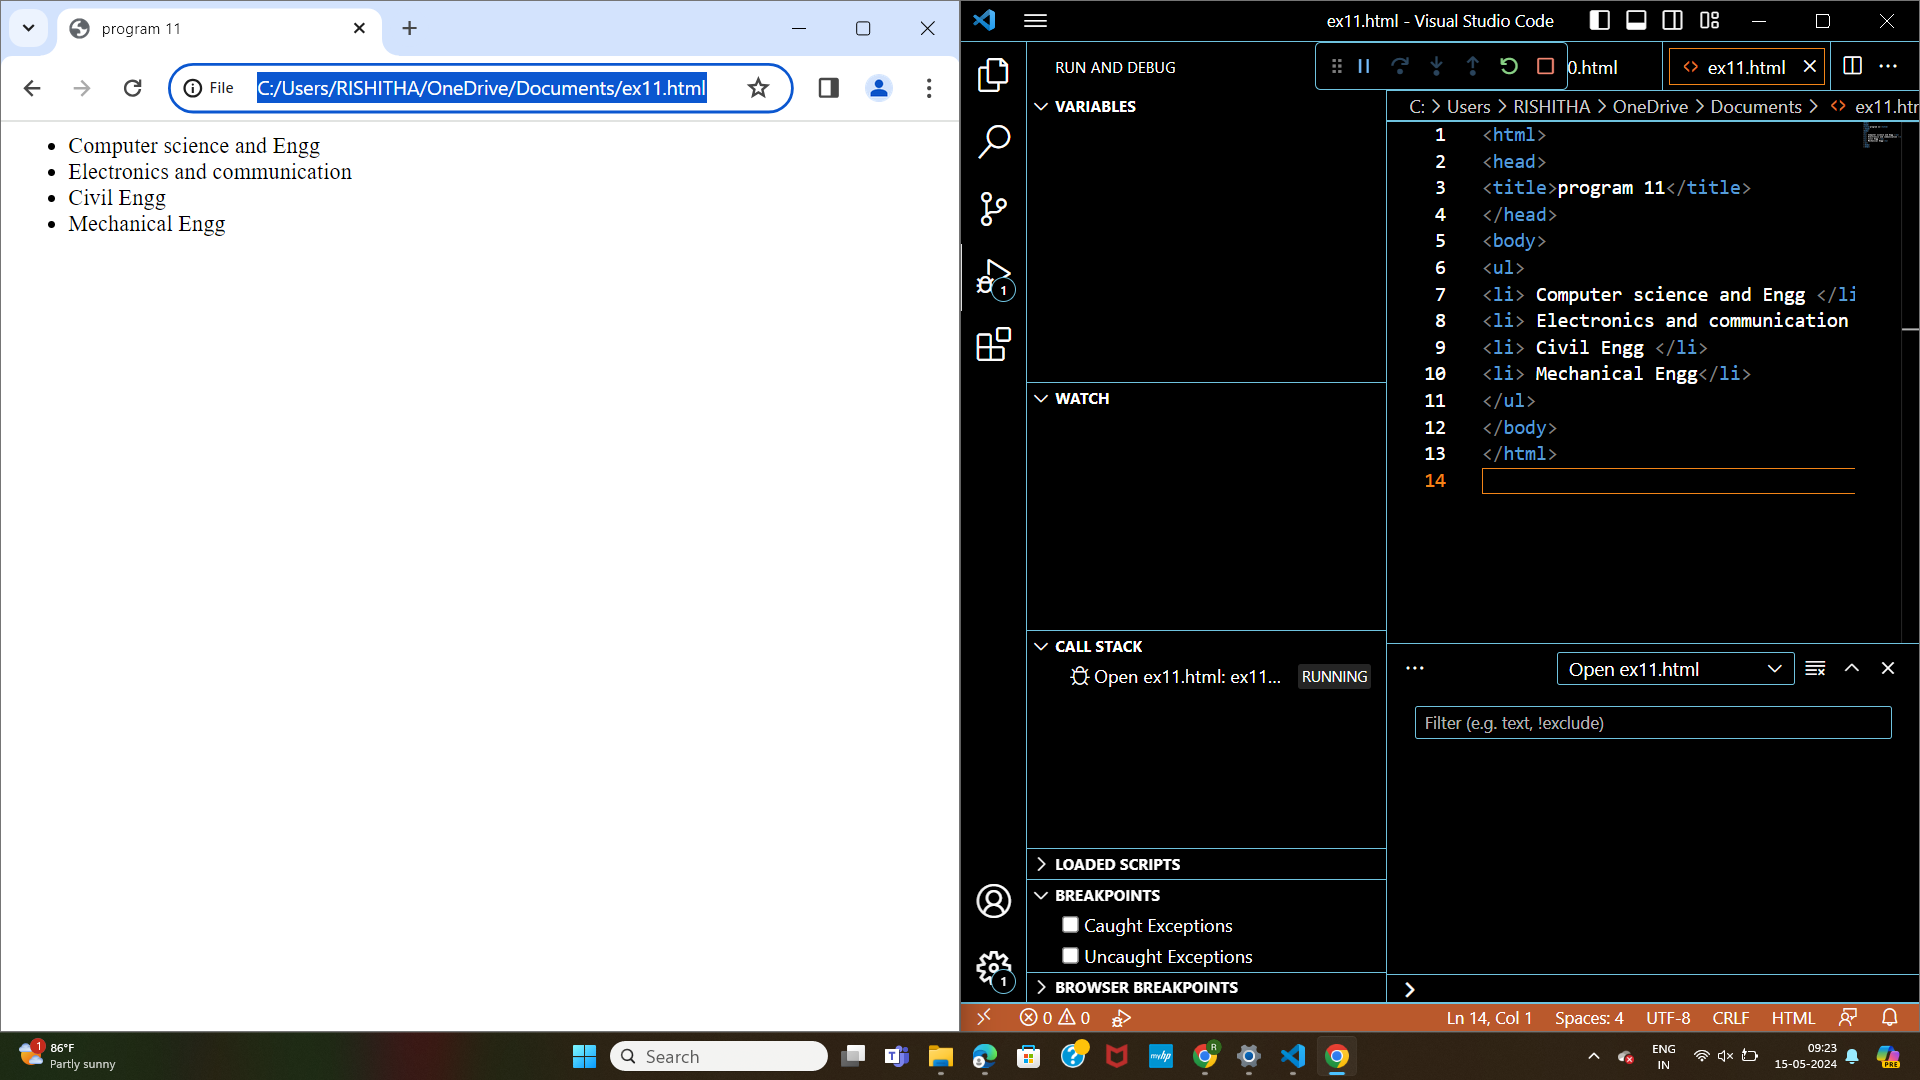 program 11
File C:/Users/RISHITHA/OneDrive/Documents/ex11.html
Computer science and Engg
Electronics and communication
Civil Engg
Mechanical Engg
ex11.html - Visual Studio Code
RUN AND DEBUG
0.html
ex11.html
C: > Users > RISHITHA > OneDrive > Documents > ex11.htr
VARIABLES
1 <html>
2 <head>
3 <title>program 11</title>
4 </head>
5 <body>
6 <ul>
7 <li> Computer science and Engg </li
8 <li> Electronics and communication
9 <li> Civil Engg </li>
10 <li> Mechanical Engg</li>
11 </ul>
12 </body>
13 </html>
14
1
WATCH
CALL STACK
Open ex11.html: ex11... RUNNING
LOADED SCRIPTS
BREAKPOINTS
Caught Exceptions
Uncaught Exceptions
BROWSER BREAKPOINTS
1
Open ex11.html
Filter (e.g. text, !exclude)
0 0
Ln 14, Col 1 Spaces: 4 UTF-8 CRLF HTML
1
86°F
Partly sunny
Search
myhp
R
ENG
IN
09:23
15-05-2024
PRE